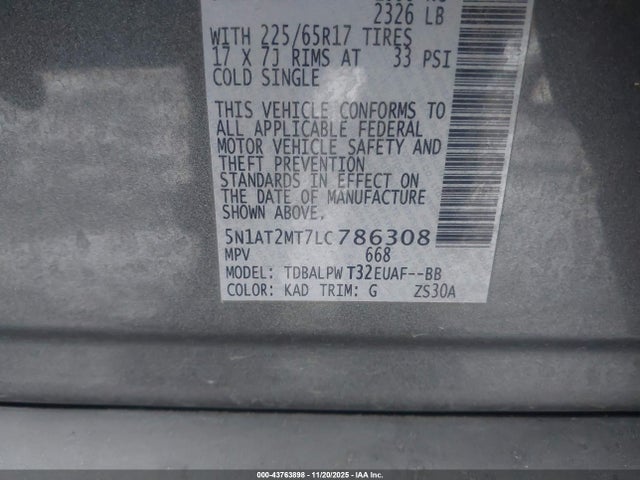 2326 LB
WITH 225/65R17 TIRES
17 X 7J RIMS AT 33 PSI
COLD SINGLE
THIS VEHICLE CONFORMS TO
ALL APPLICABLE FEDERAL
MOTOR VEHICLE SAFETY AND
THEFT PREVENTION
STANDARDS IN EFFECT ON
THE DATE OF MANUFACTURE
SHOWN ABOVE.
5N1AT2MT7LC786308
MPV 668
MODEL: TDBALPW T32EUAF--BB
COLOR: KAD TRIM: G ZS30A
000-43763898 - 11/20/2025 - IAA Inc.